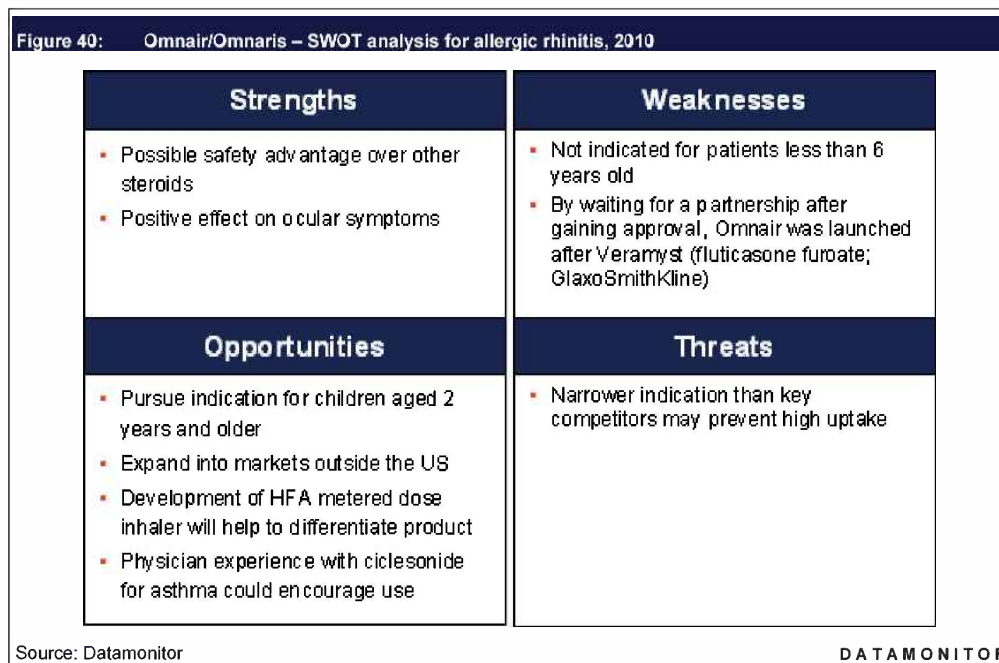 Figure 40: Omnair/Omnaris – SWOT analysis for allergic rhinitis, 2010
Strengths
▪ Possible safety advantage over other
steroids
▪ Positive effect on ocular symptoms
Weaknesses
▪ Not indicated for patients less than 6
years old
▪ By waiting for a partnership after
gaining approval, Omnair was launched
after Veramyst (fluticasone furoate;
GlaxoSmithKline)
Opportunities
▪ Pursue indication for children aged 2
years and older
▪ Expand into markets outside the US
▪ Development of HFA metered dose
inhaler will help to differentiate product
▪ Physician experience with ciclesonide
for asthma could encourage use
Threats
▪ Narrower indication than key
competitors may prevent high uptake
Source: Datamonitor
DATAMONITOR